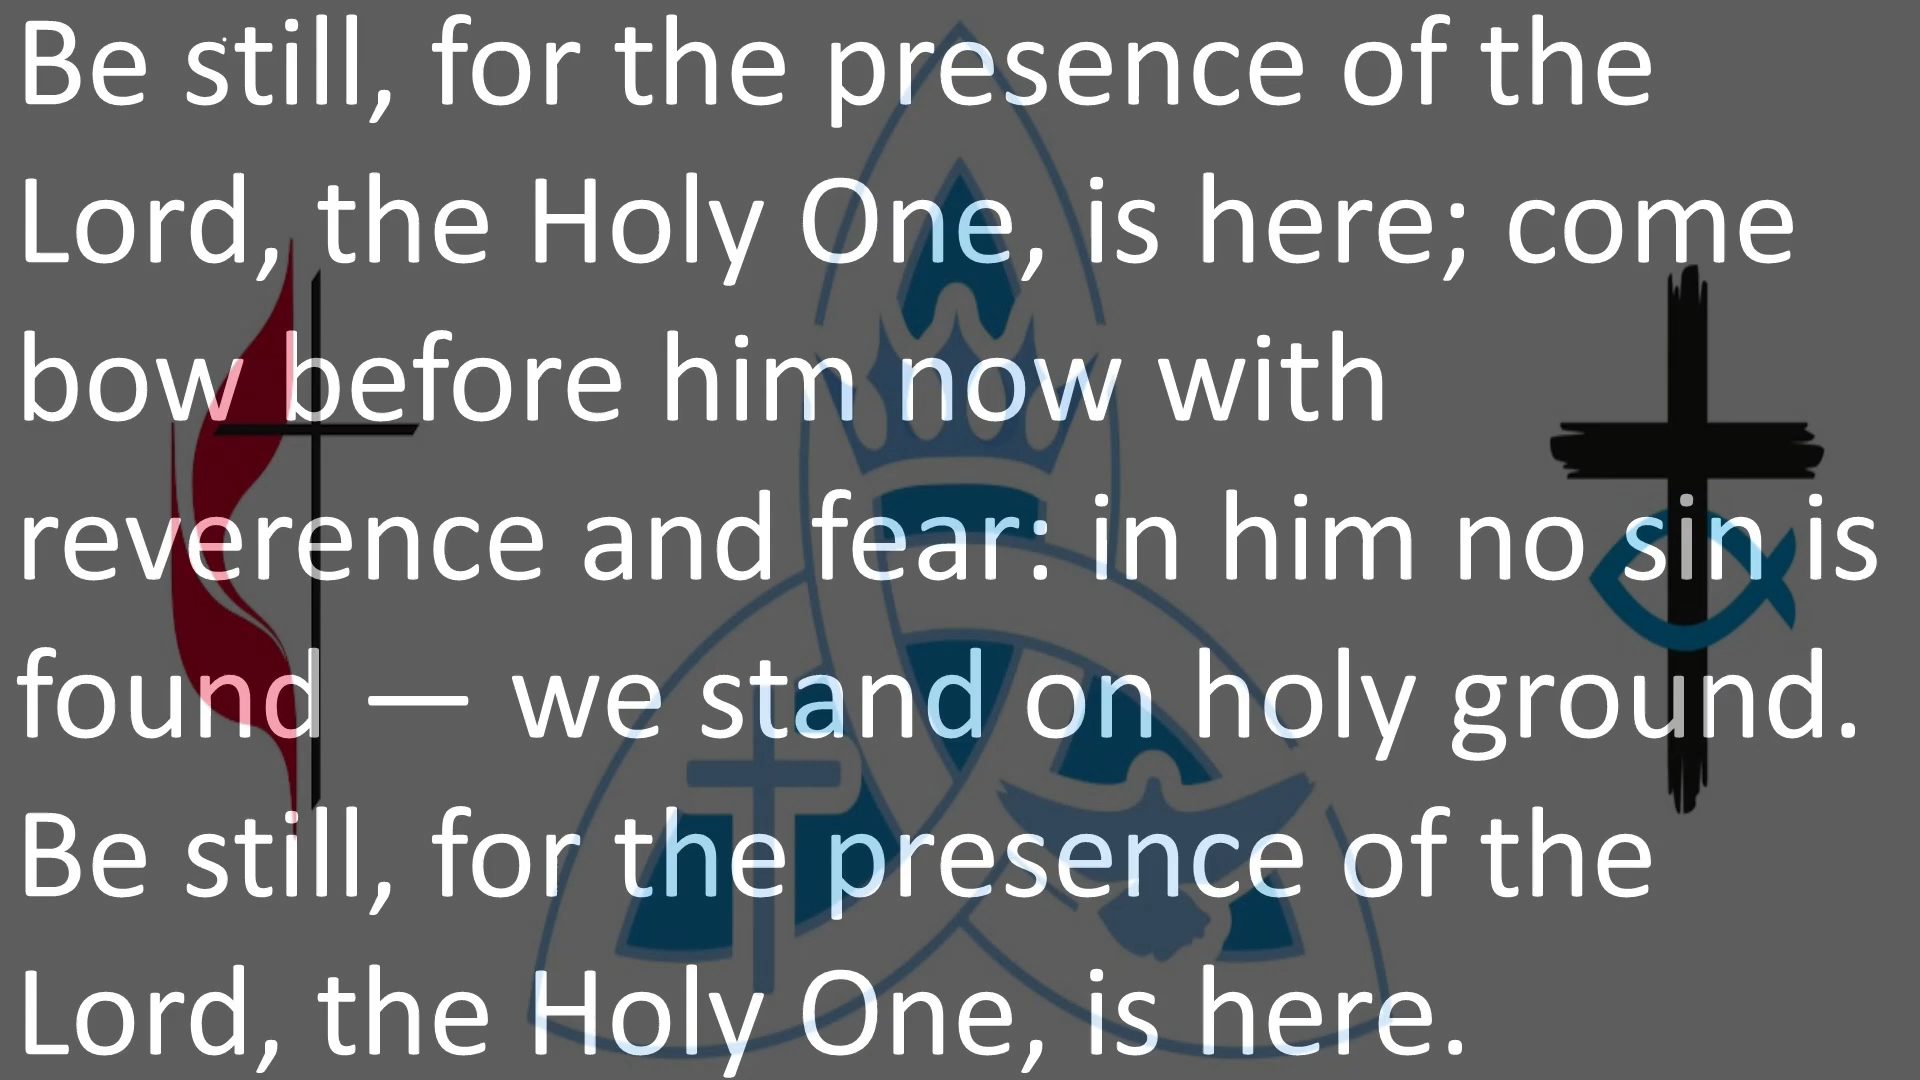 Be still, for the presence of the
Lord, the Holy One, is here; come
bow before him now with
reverence and fear: in him no sin is
found — we stand on holy ground.
Be still, for the presence of the
Lord, the Holy One, is here.